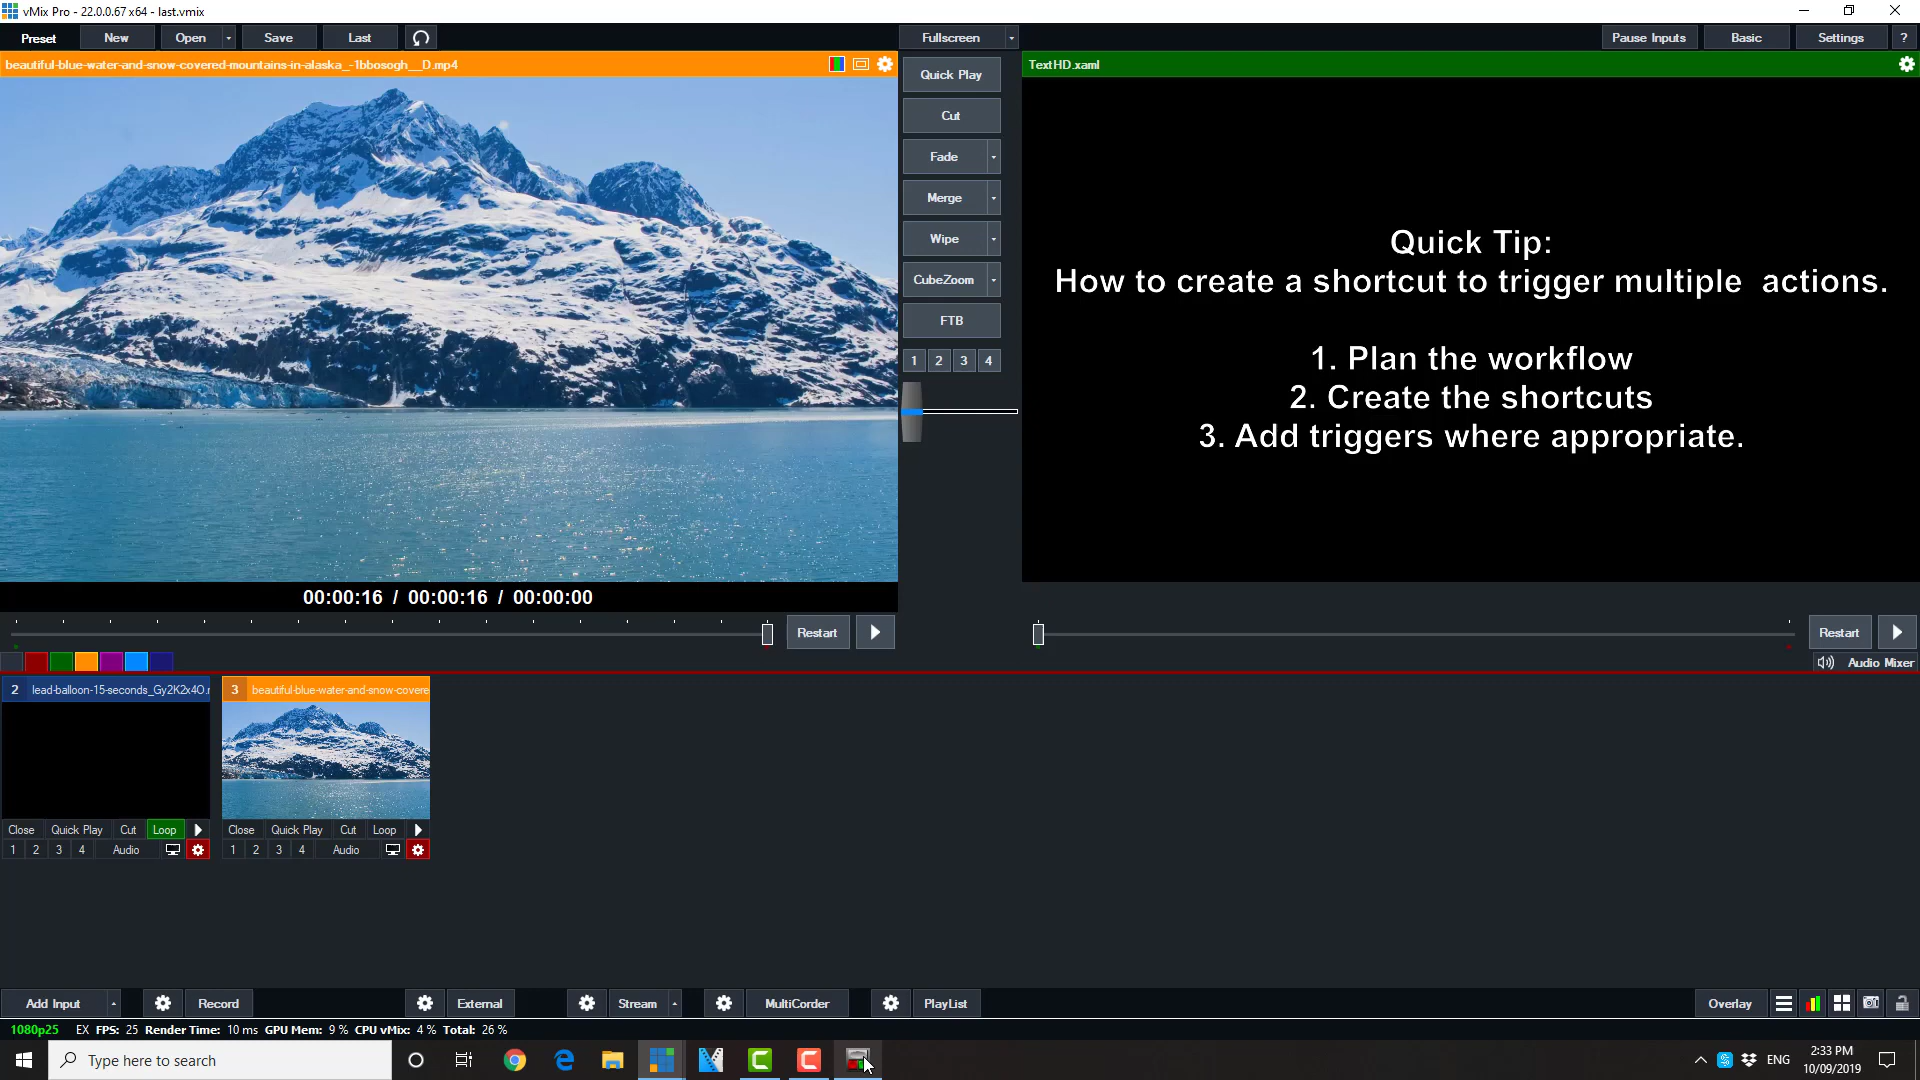 vMix Pro - 22.0.0.67 x64 - last.vmix
Preset New Open Save Last Fullscreen Pause Inputs Basic Settings ?
beautiful-blue-water-and-snow-covered-mountains-in-alaska_-1bbosogh__D.mp4
TextHD.xaml
Quick Play
Cut
Fade
Merge
Wipe
CubeZoom
FTB
1 2 3 4
Quick Tip:
How to create a shortcut to trigger multiple  actions.
1. Plan the workflow
2. Create the shortcuts
3. Add triggers where appropriate.
00:00:16 / 00:00:16 / 00:00:00
Restart
Restart
Audio Mixer
2 lead-balloon-15-seconds_Gy2K2x4O.r
Close Quick Play Cut Loop
1 2 3 4 Audio
3 beautiful-blue-water-and-snow-covere
Close Quick Play Cut Loop
1 2 3 4 Audio
Add Input Record External Stream MultiCorder PlayList Overlay
1080p25 EX FPS: 25 Render Time: 10 ms GPU Mem: 9 % CPU vMix: 4 % Total: 26 %
Type here to search
ENG
2:33 PM
10/09/2019